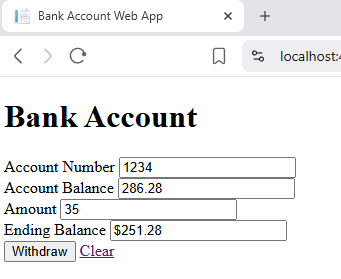 Bank Account Web App
localhost:
Bank Account
Account Number 1234
Account Balance 286.28
Amount 35
Ending Balance $251.28
Withdraw Clear